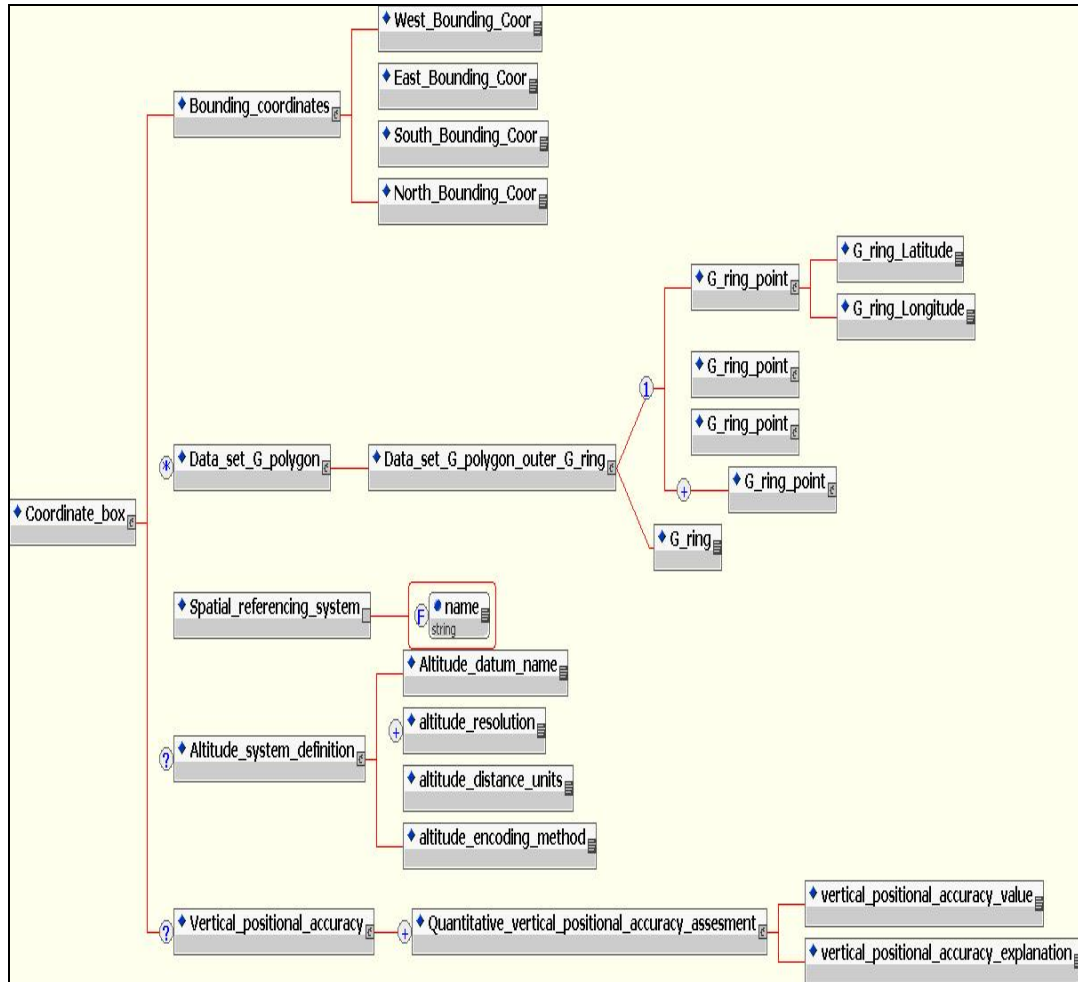 West_Bounding_Coor
East_Bounding_Coor
Bounding_coordinates
South_Bounding_Coor
North_Bounding_Coor
G_ring_Latitude
G_ring_point
G_ring_Longitude
G_ring_point
1
G_ring_point
* Data_set_G_polygon
Data_set_G_polygon_outer_G_ring
+ G_ring_point
Coordinate_box
G_ring
Spatial_referencing_system
F name
string
Altitude_datum_name
+ altitude_resolution
? Altitude_system_definition
altitude_distance_units
altitude_encoding_method
? Vertical_positional_accuracy
+ Quantitative_vertical_positional_accuracy_assesment
vertical_positional_accuracy_value
vertical_positional_accuracy_explanation